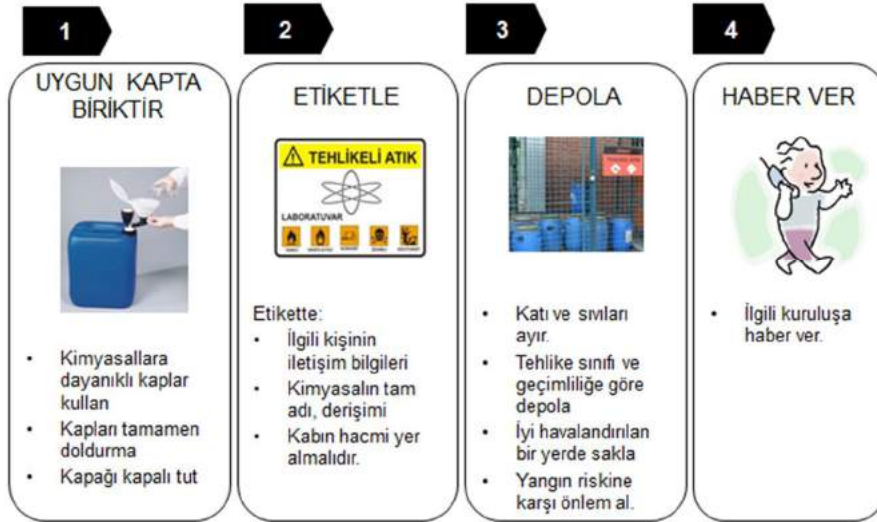 1
UYGUN KAPTA
BİRİKTİR
• Kimyasallara
dayanıklı kaplar
kullan
• Kapları tamamen
doldurma
• Kapağı kapalı tut
2
ETİKETLE
TEHLİKELİ ATIK
LABORATUVAR
Etikette:
• İlgili kişinin
iletişim bilgileri
• Kimyasalın tam
adı, derişimi
• Kabın hacmi yer
almalıdır.
3
DEPOLA
• Katı ve sıvıları
ayır.
• Tehlike sınıfı ve
geçimliliğe göre
depola
• İyi havalandırılan
bir yerde sakla
• Yangın riskine
karşı önlem al.
4
HABER VER
• İlgili kuruluşa
haber ver.